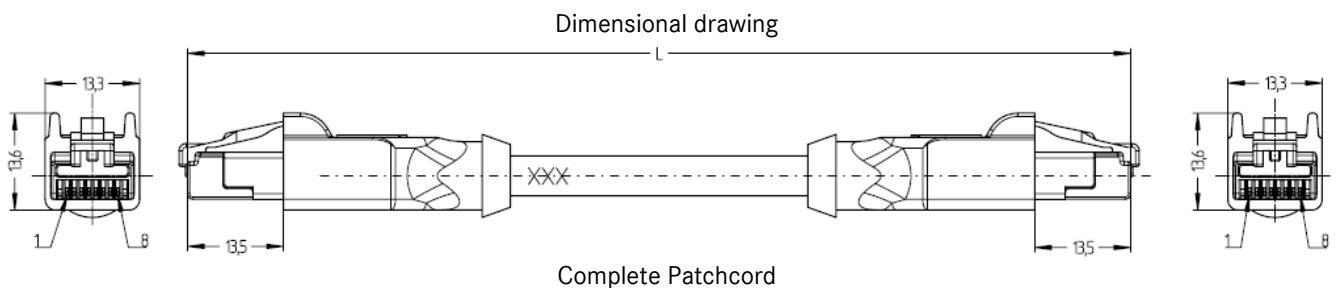 Dimensional drawing
L
13,3
13,3
13,6
13,6
XXX
1
8
1
8
13,5
13,5
Complete Patchcord